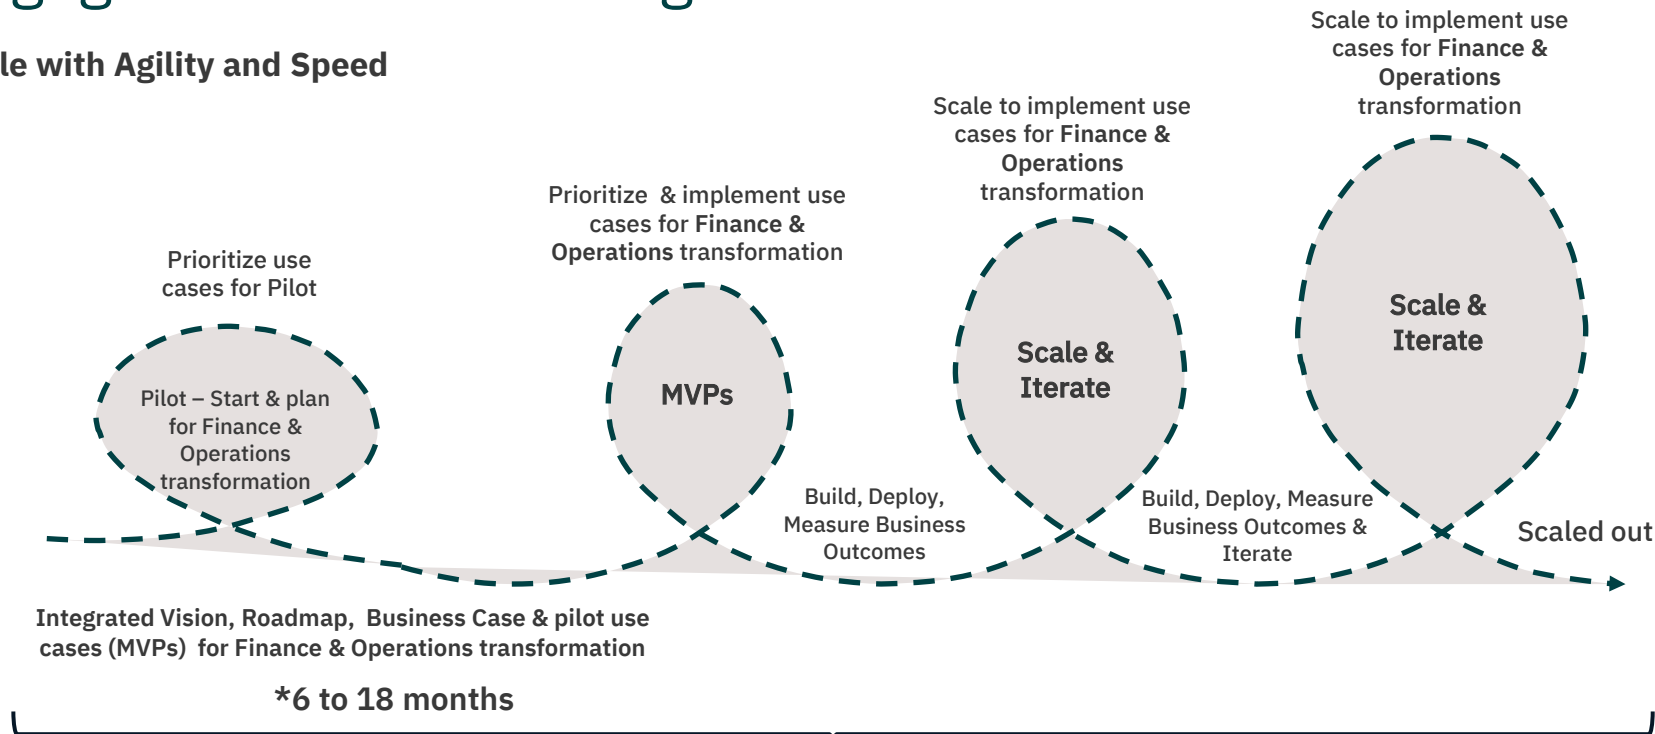 le with Agility and Speed
Scale to implement use
cases for Finance &
Operations
transformation
Scale to implement use
cases for Finance &
Operations
transformation
Prioritize & implement use
cases for Finance &
Operations transformation
Prioritize use
cases for Pilot
Pilot – Start & plan
for Finance &
Operations
transformation
MVPs
Scale &
Iterate
Scale &
Iterate
Build, Deploy,
Measure Business
Outcomes
Build, Deploy, Measure
Business Outcomes &
Iterate
Scaled out
Integrated Vision, Roadmap, Business Case & pilot use
cases (MVPs) for Finance & Operations transformation
*6 to 18 months